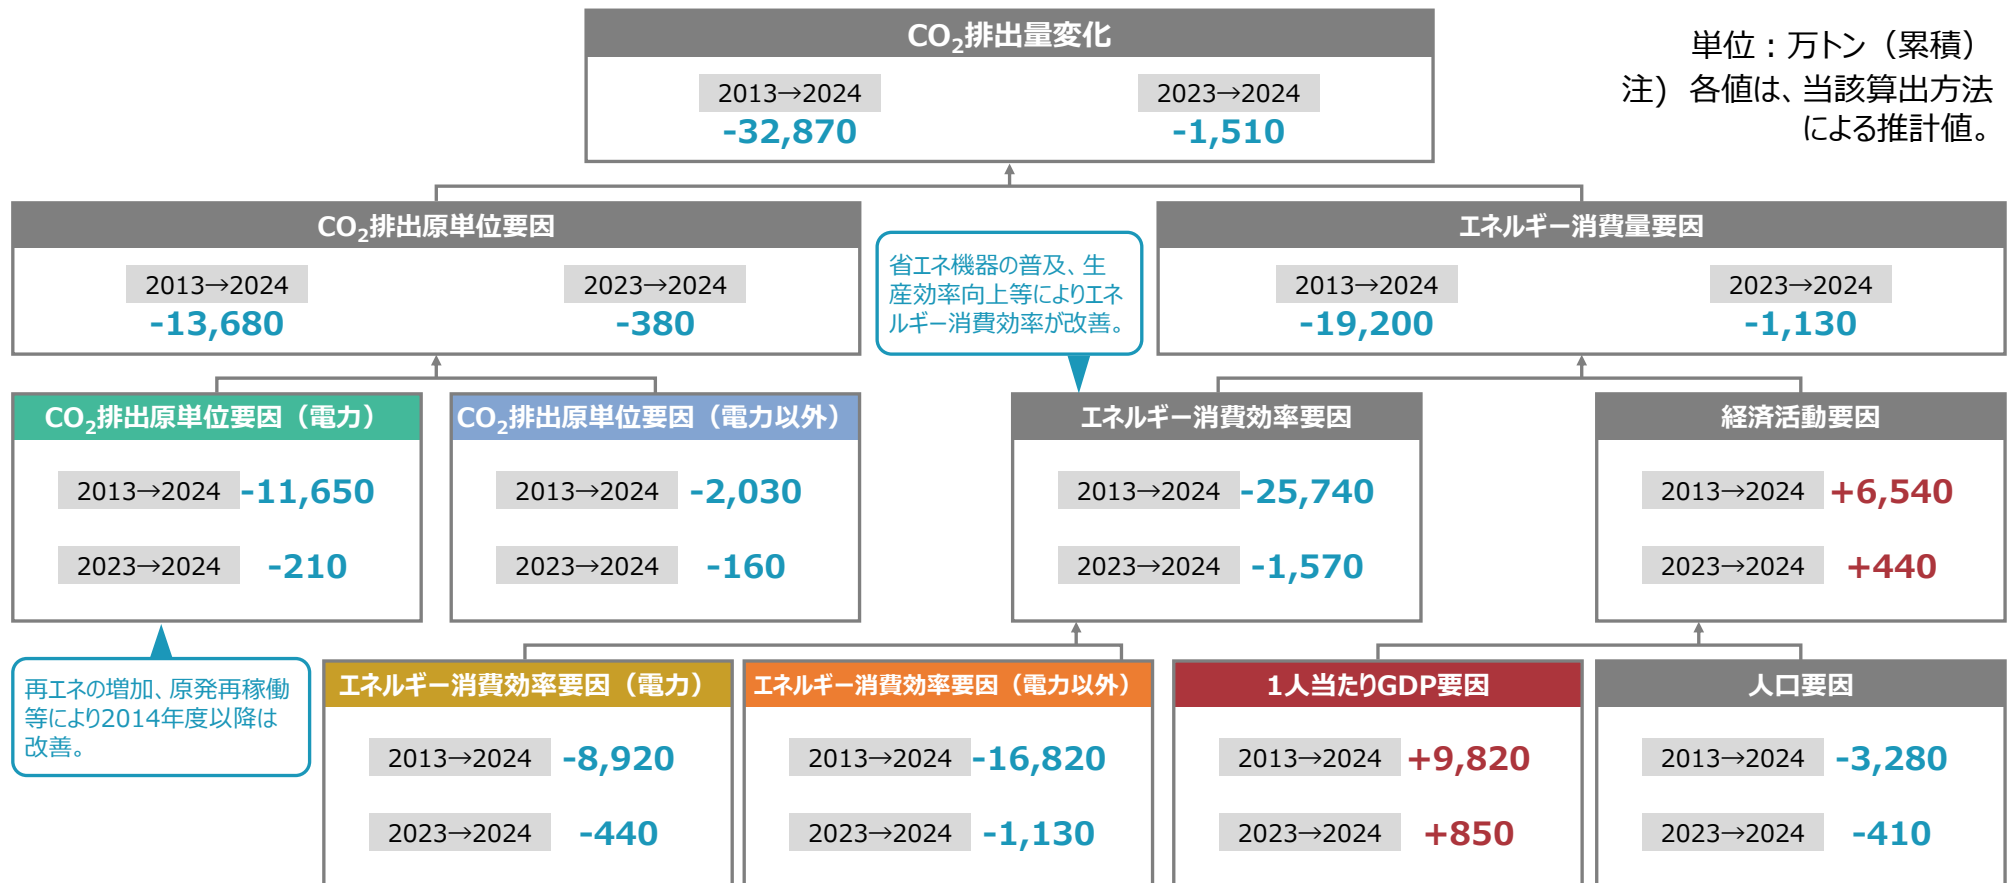 CO₂排出量変化
2013→2024
2023→2024
-32,870
-1,510
単位：万トン（累積）
注）各値は、当該算出方法
による推計値。
CO₂排出原単位要因
2013→2024
2023→2024
-13,680
-380
省エネ機器の普及、生
産効率向上等によりエネ
ルギー消費効率が改善。
エネルギー消費量要因
2013→2024
2023→2024
-19,200
-1,130
CO₂排出原単位要因（電力）
2013→2024 -11,650
2023→2024 -210
CO₂排出原単位要因（電力以外）
2013→2024 -2,030
2023→2024 -160
エネルギー消費効率要因
2013→2024 -25,740
2023→2024 -1,570
経済活動要因
2013→2024 +6,540
2023→2024 +440
再エネの増加、原発再稼働
等により2014年度以降は
改善。
エネルギー消費効率要因（電力）
2013→2024 -8,920
2023→2024 -440
エネルギー消費効率要因（電力以外）
2013→2024 -16,820
2023→2024 -1,130
1人当たりGDP要因
2013→2024 +9,820
2023→2024 +850
人口要因
2013→2024 -3,280
2023→2024 -410